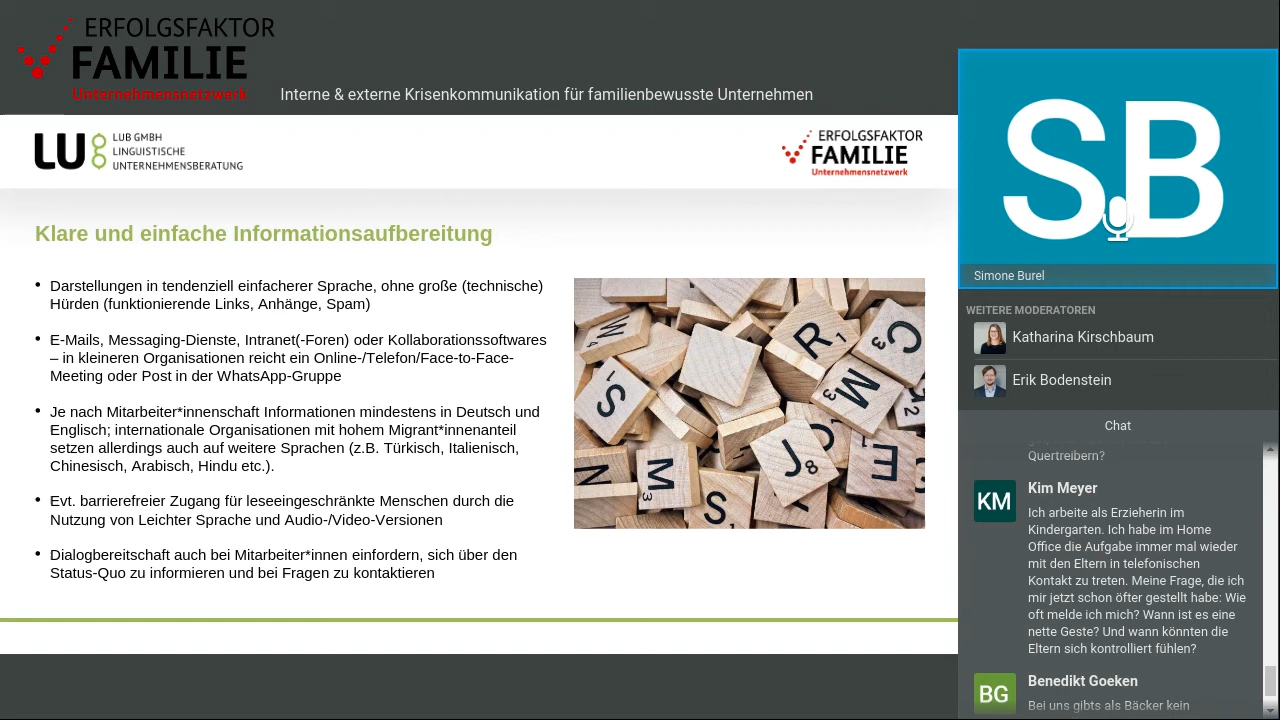 ERFOLGSFAKTOR
FAMILIE
Unternehmensnetzwerk
Interne & externe Krisenkommunikation für familienbewusste Unternehmen
LU
LUB GMBH
LINGUISTISCHE
UNTERNEHMENSBERATUNG
ERFOLGSFAKTOR
FAMILIE
Unternehmensnetzwerk
Klare und einfache Informationsaufbereitung
• Darstellungen in tendenziell einfacherer Sprache, ohne große (technische)
Hürden (funktionierende Links, Anhänge, Spam)
• E-Mails, Messaging-Dienste, Intranet(-Foren) oder Kollaborationssoftwares
– in kleineren Organisationen reicht ein Online-/Telefon/Face-to-Face-
Meeting oder Post in der WhatsApp-Gruppe
• Je nach Mitarbeiter*innenschaft Informationen mindestens in Deutsch und
Englisch; internationale Organisationen mit hohem Migrant*innenanteil
setzen allerdings auch auf weitere Sprachen (z.B. Türkisch, Italienisch,
Chinesisch, Arabisch, Hindu etc.).
• Evt. barrierefreier Zugang für leseeingeschränkte Menschen durch die
Nutzung von Leichter Sprache und Audio-/Video-Versionen
• Dialogbereitschaft auch bei Mitarbeiter*innen einfordern, sich über den
Status-Quo zu informieren und bei Fragen zu kontaktieren
W4
R1
C3
S1
M3
2
J8
E
N
M3
S1
SB
Simone Burel
WEITERE MODERATOREN
Katharina Kirschbaum
Erik Bodenstein
Chat
Quertreibern?
KM
Kim Meyer
Ich arbeite als Erzieherin im
Kindergarten. Ich habe im Home
Office die Aufgabe immer mal wieder
mit den Eltern in telefonischen
Kontakt zu treten. Meine Frage, die ich
mir jetzt schon öfter gestellt habe: Wie
oft melde ich mich? Wann ist es eine
nette Geste? Und wann könnten die
Eltern sich kontrolliert fühlen?
BG
Benedikt Goeken
Bei uns gibts als Bäcker kein